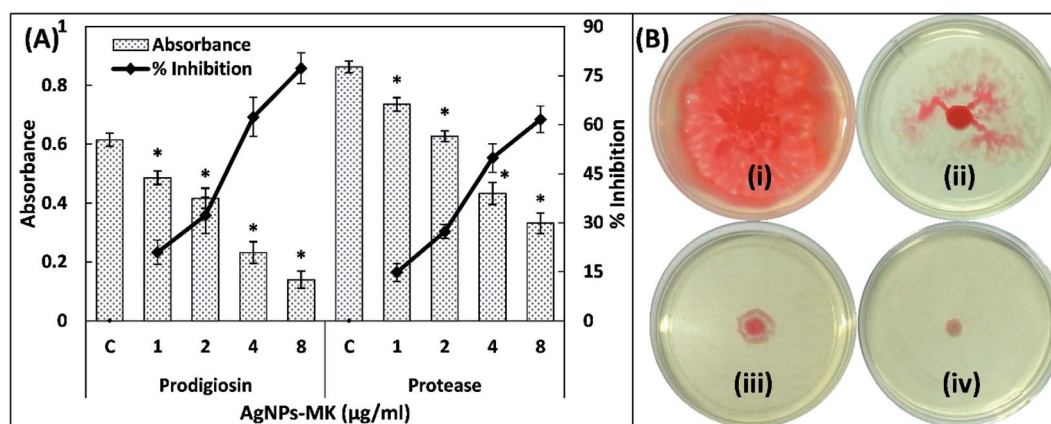 (A)
Absorbance
% Inhibition
1
0.8
0.6
0.4
0.2
0
Absorbance
90
75
60
45
30
15
0
% Inhibition
* * * * * * * *
C 1 2 4 8 C 1 2 4 8
Prodigiosin Protease
AgNPs-MK (µg/ml)
(B)
(i) (ii)
(iii) (iv)